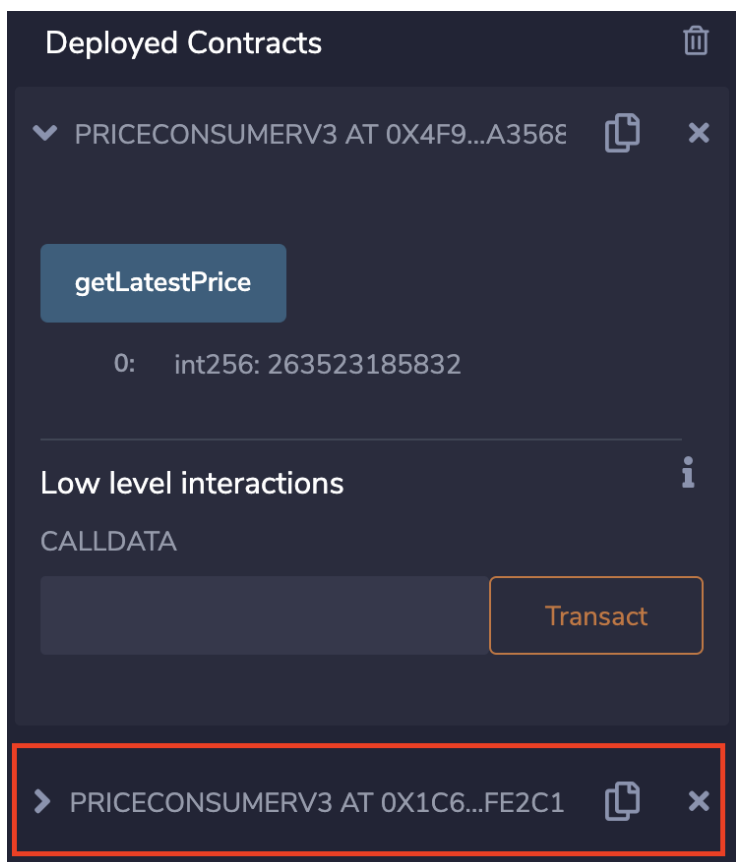 Deployed Contracts
PRICECONSUMERV3 AT 0X4F9...A3568
getLatestPrice
0: int256: 263523185832
Low level interactions
CALLDATA
Transact
PRICECONSUMERV3 AT 0X1C6...FE2C1